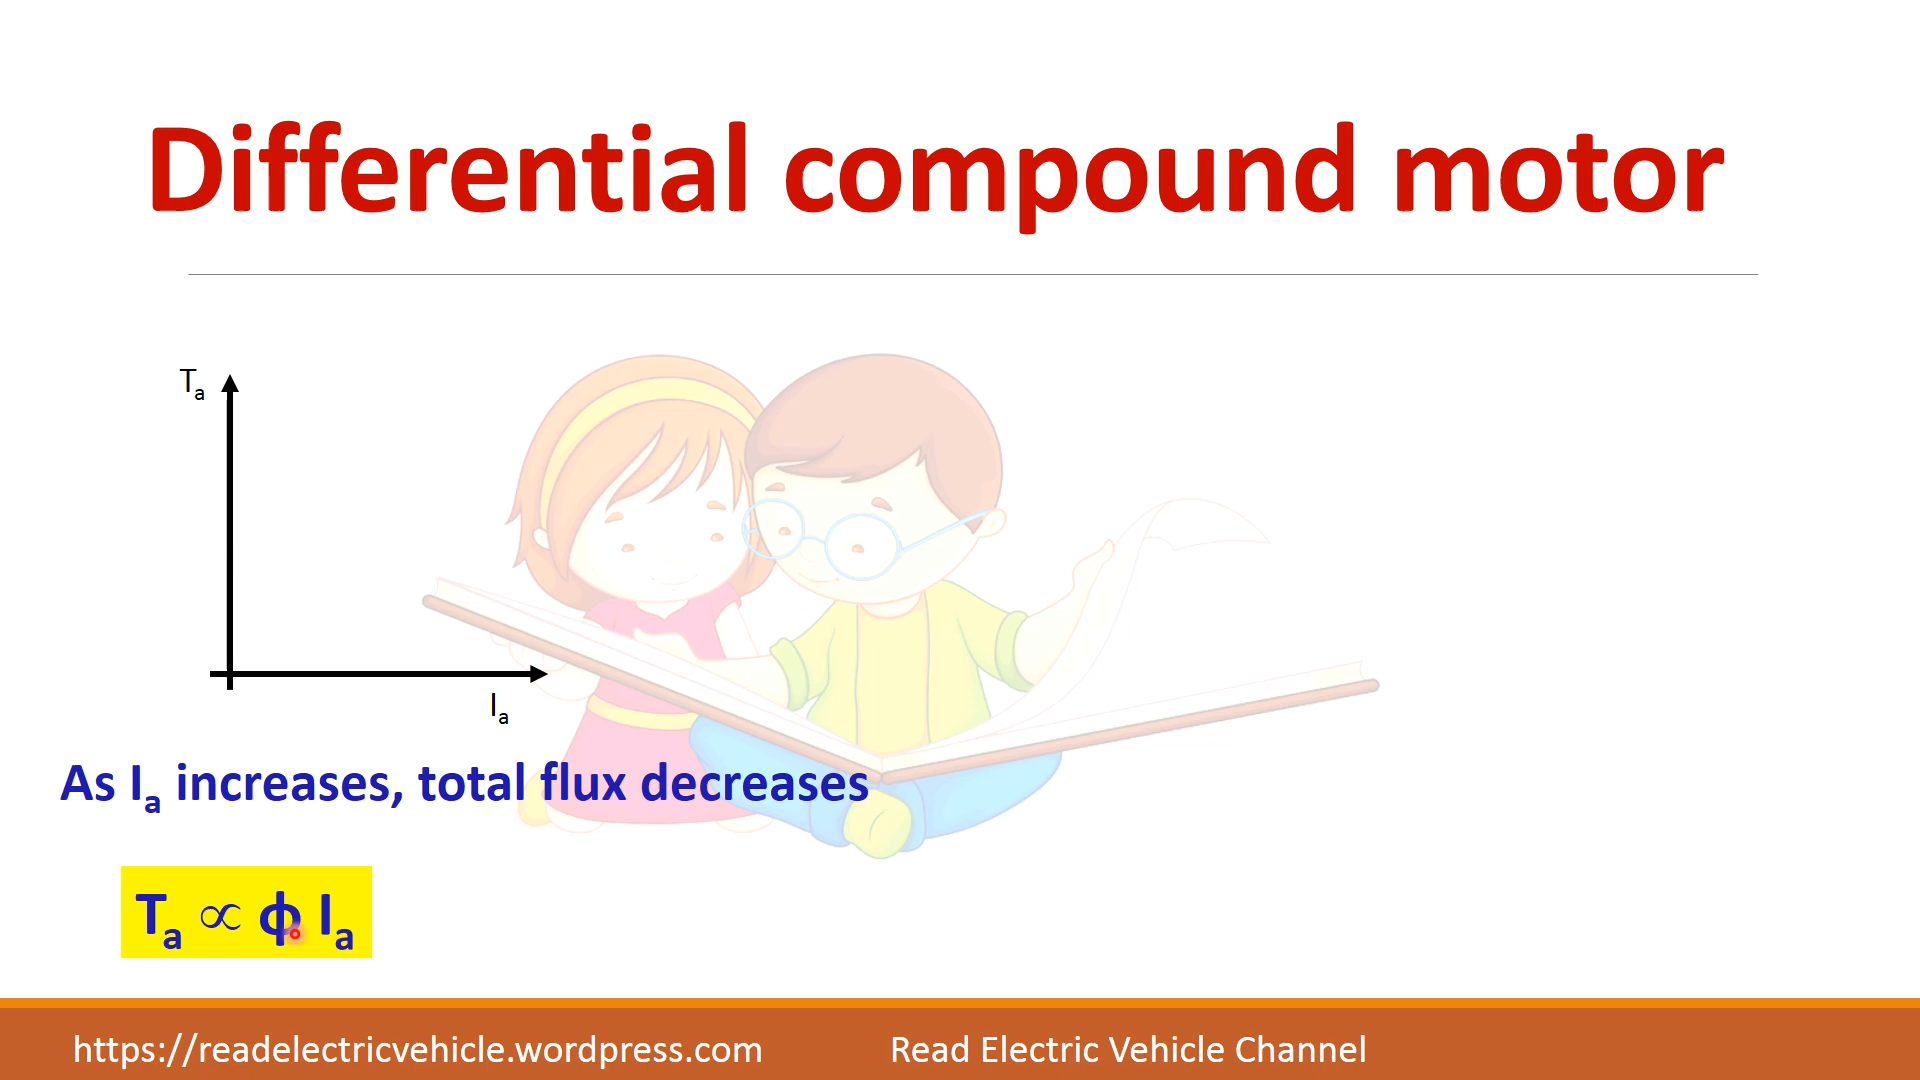 Differential compound motor
Tₐ
Iₐ
As Iₐ increases, total flux decreases
Tₐ ∝ ϕ Iₐ
https://readelectricvehicle.wordpress.com
Read Electric Vehicle Channel